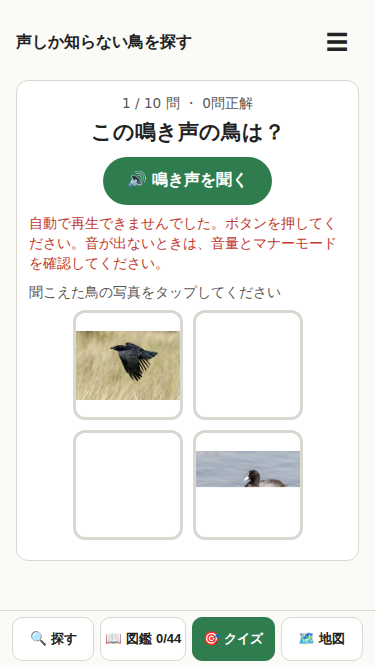 声しか知らない鳥を探す
1 / 10 問 ・ 0問正解
この鳴き声の鳥は？
🔊 鳴き声を聞く
自動で再生できませんでした。ボタンを押してく
ださい。音が出ないときは、音量とマナーモード
を確認してください。
聞こえた鳥の写真をタップしてください
🔍 探す
📖 図鑑 0/44
🎯 クイズ
🗺️ 地図